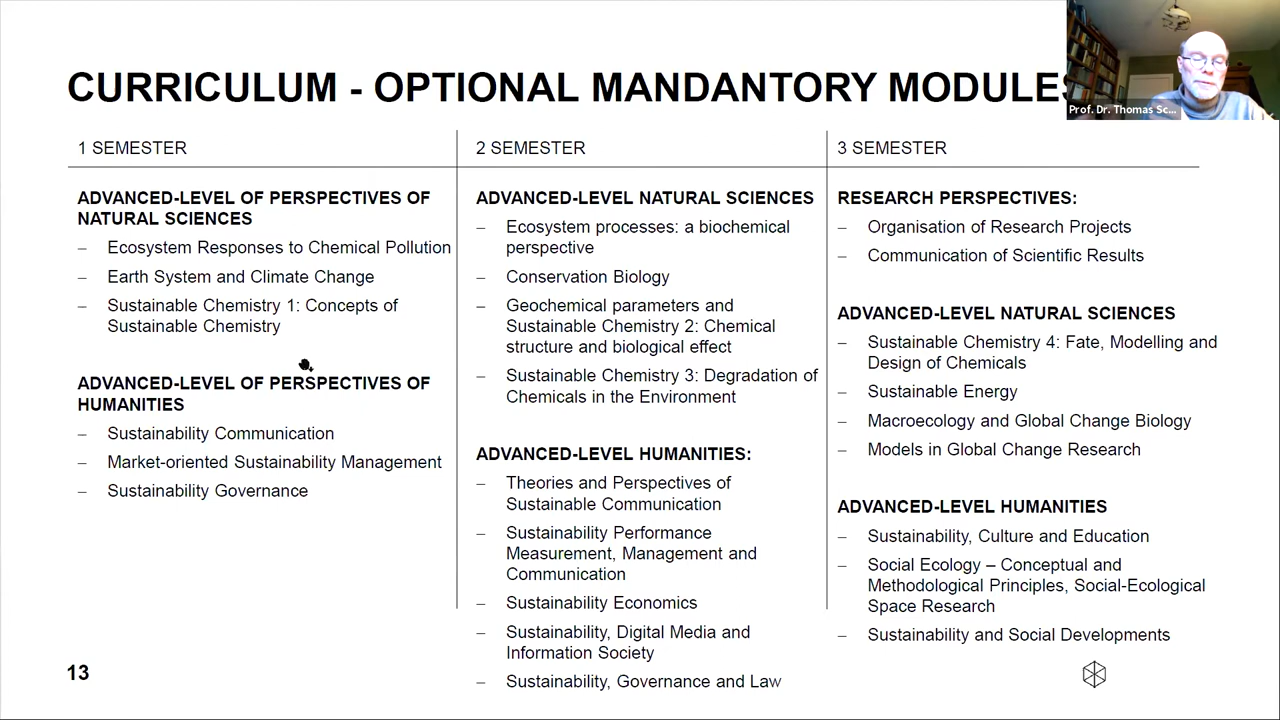 CURRICULUM - OPTIONAL MANDANTORY MODULES
Prof. Dr. Thomas Sc...
1 SEMESTER
ADVANCED-LEVEL OF PERSPECTIVES OF
NATURAL SCIENCES
– Ecosystem Responses to Chemical Pollution
– Earth System and Climate Change
– Sustainable Chemistry 1: Concepts of
Sustainable Chemistry
ADVANCED-LEVEL OF PERSPECTIVES OF
HUMANITIES
– Sustainability Communication
– Market-oriented Sustainability Management
– Sustainability Governance
2 SEMESTER
ADVANCED-LEVEL NATURAL SCIENCES
– Ecosystem processes: a biochemical
perspective
– Conservation Biology
– Geochemical parameters and
Sustainable Chemistry 2: Chemical
structure and biological effect
– Sustainable Chemistry 3: Degradation of
Chemicals in the Environment
ADVANCED-LEVEL HUMANITIES:
– Theories and Perspectives of
Sustainable Communication
– Sustainability Performance
Measurement, Management and
Communication
– Sustainability Economics
– Sustainability, Digital Media and
Information Society
– Sustainability, Governance and Law
3 SEMESTER
RESEARCH PERSPECTIVES:
– Organisation of Research Projects
– Communication of Scientific Results
ADVANCED-LEVEL NATURAL SCIENCES
– Sustainable Chemistry 4: Fate, Modelling and
Design of Chemicals
– Sustainable Energy
– Macroecology and Global Change Biology
– Models in Global Change Research
ADVANCED-LEVEL HUMANITIES
– Sustainability, Culture and Education
– Social Ecology – Conceptual and
Methodological Principles, Social-Ecological
Space Research
– Sustainability and Social Developments
13